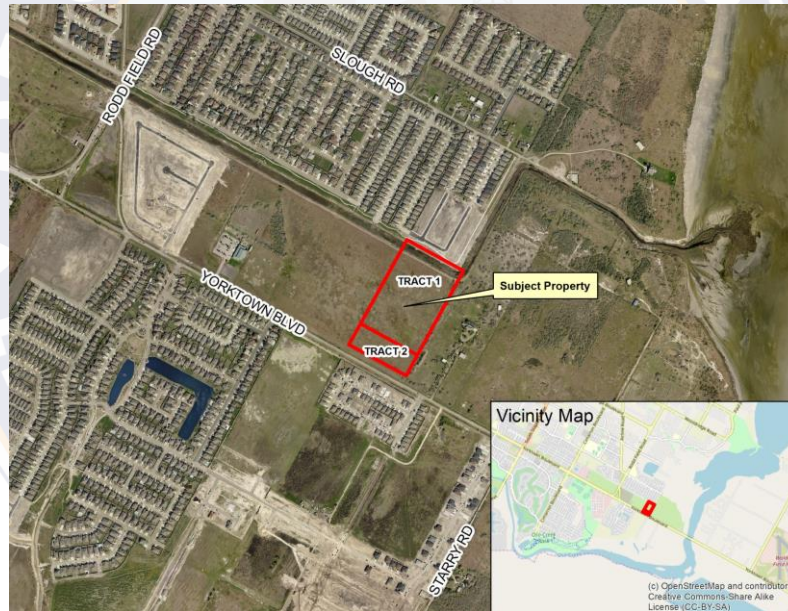 SLOUGH RD
RODD FIELD RD
TRACT 1
Subject Property
YORKTOWN BLVD
TRACT 2
STARRY RD
Vicinity Map
(c) OpenStreetMap and contributor
Creative Commons-Share Alike
License (CC-BY-SA)